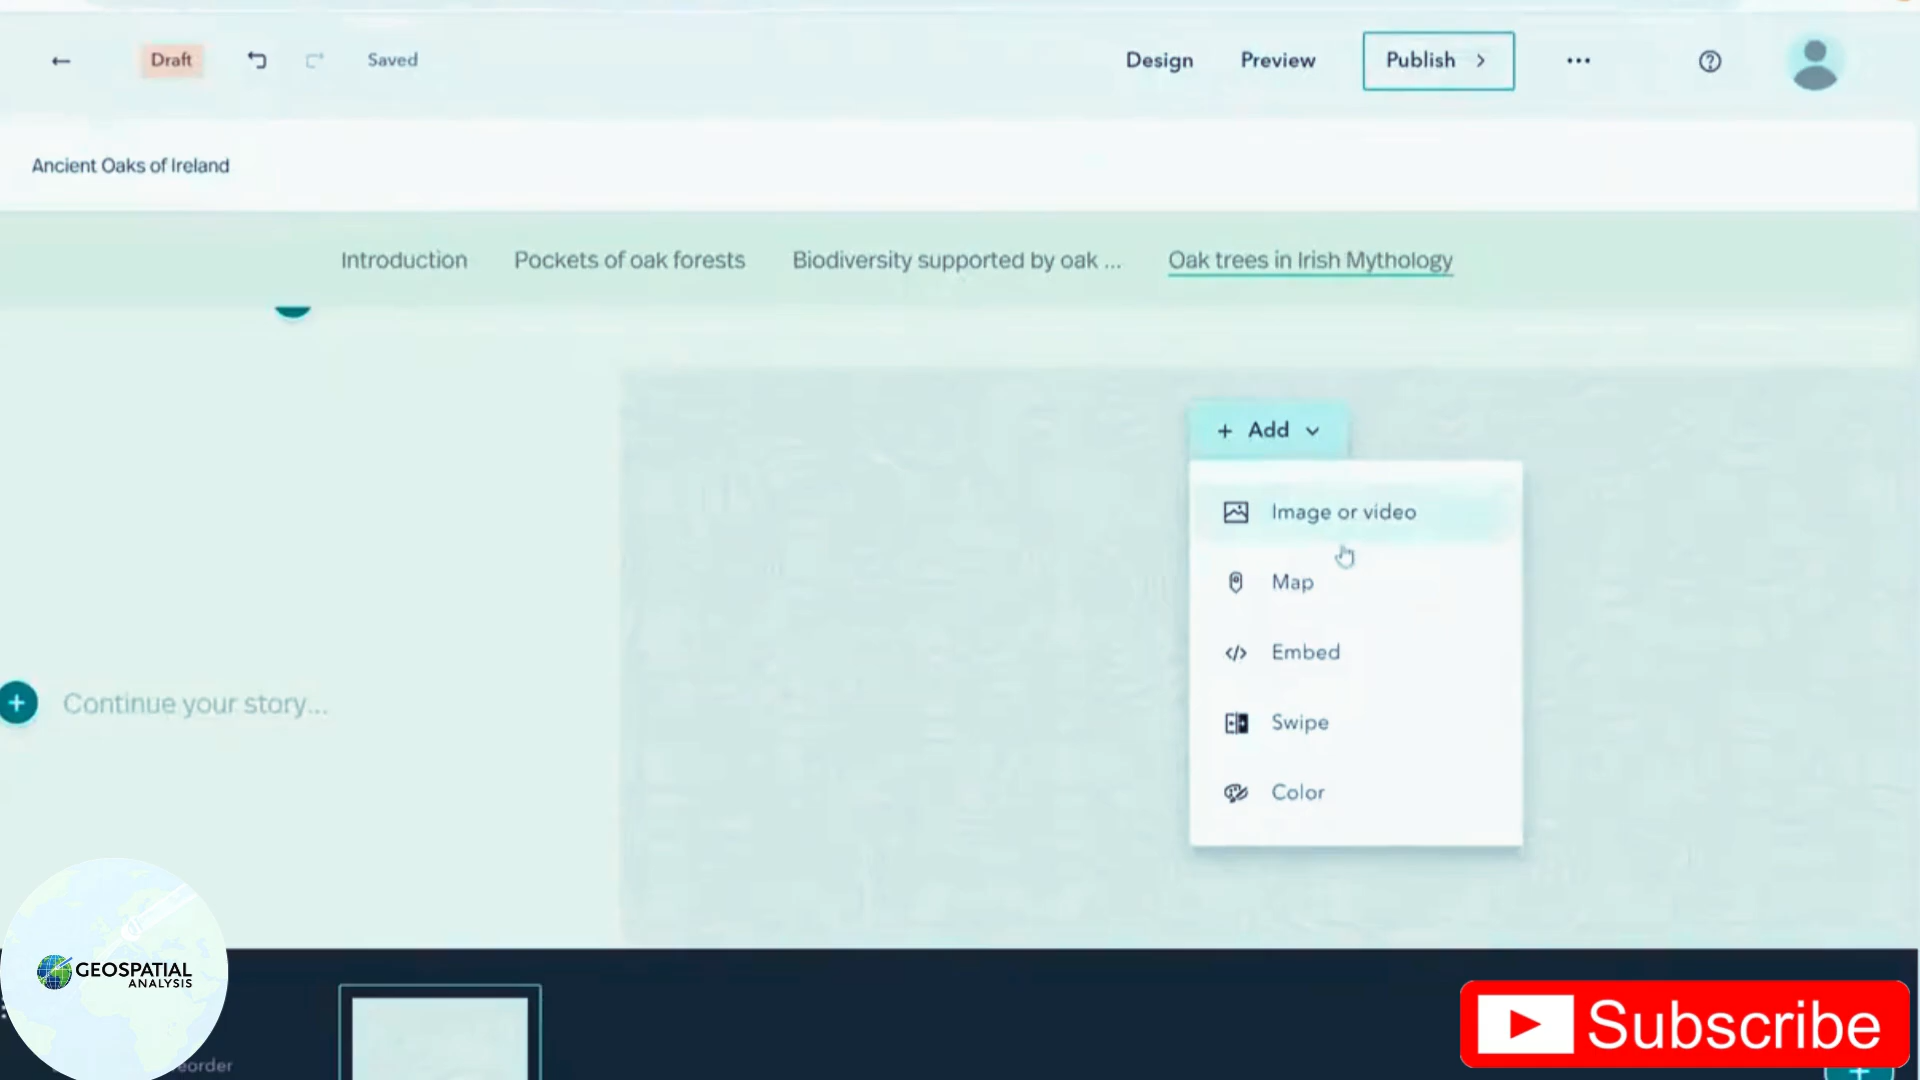 Draft
Saved
Design
Preview
Publish
Ancient Oaks of Ireland
Introduction
Pockets of oak forests
Biodiversity supported by oak ...
Oak trees in Irish Mythology
+ Add
Image or video
Map
Embed
Swipe
Color
Continue your story...
GEOSPATIAL
ANALYSIS
eorder
Subscribe